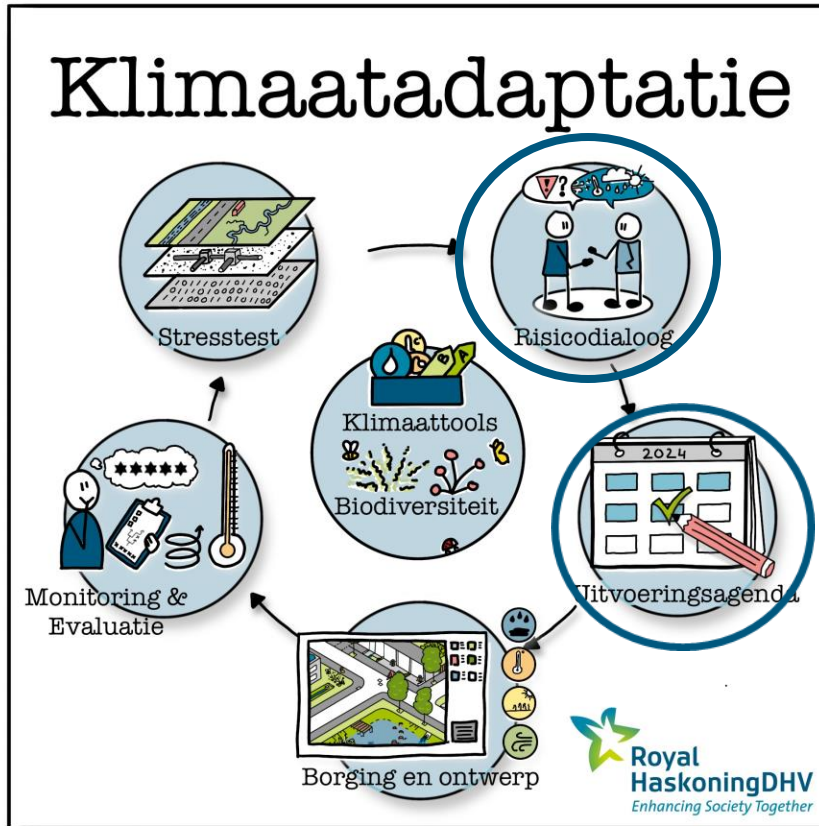 Klimaatadaptatie
Stresstest
Risicodialoog
Klimaattools
Biodiversiteit
2024
Uitvoeringsagenda
Monitoring &
Evaluatie
Borging en ontwerp
Royal
HaskoningDHV
Enhancing Society Together